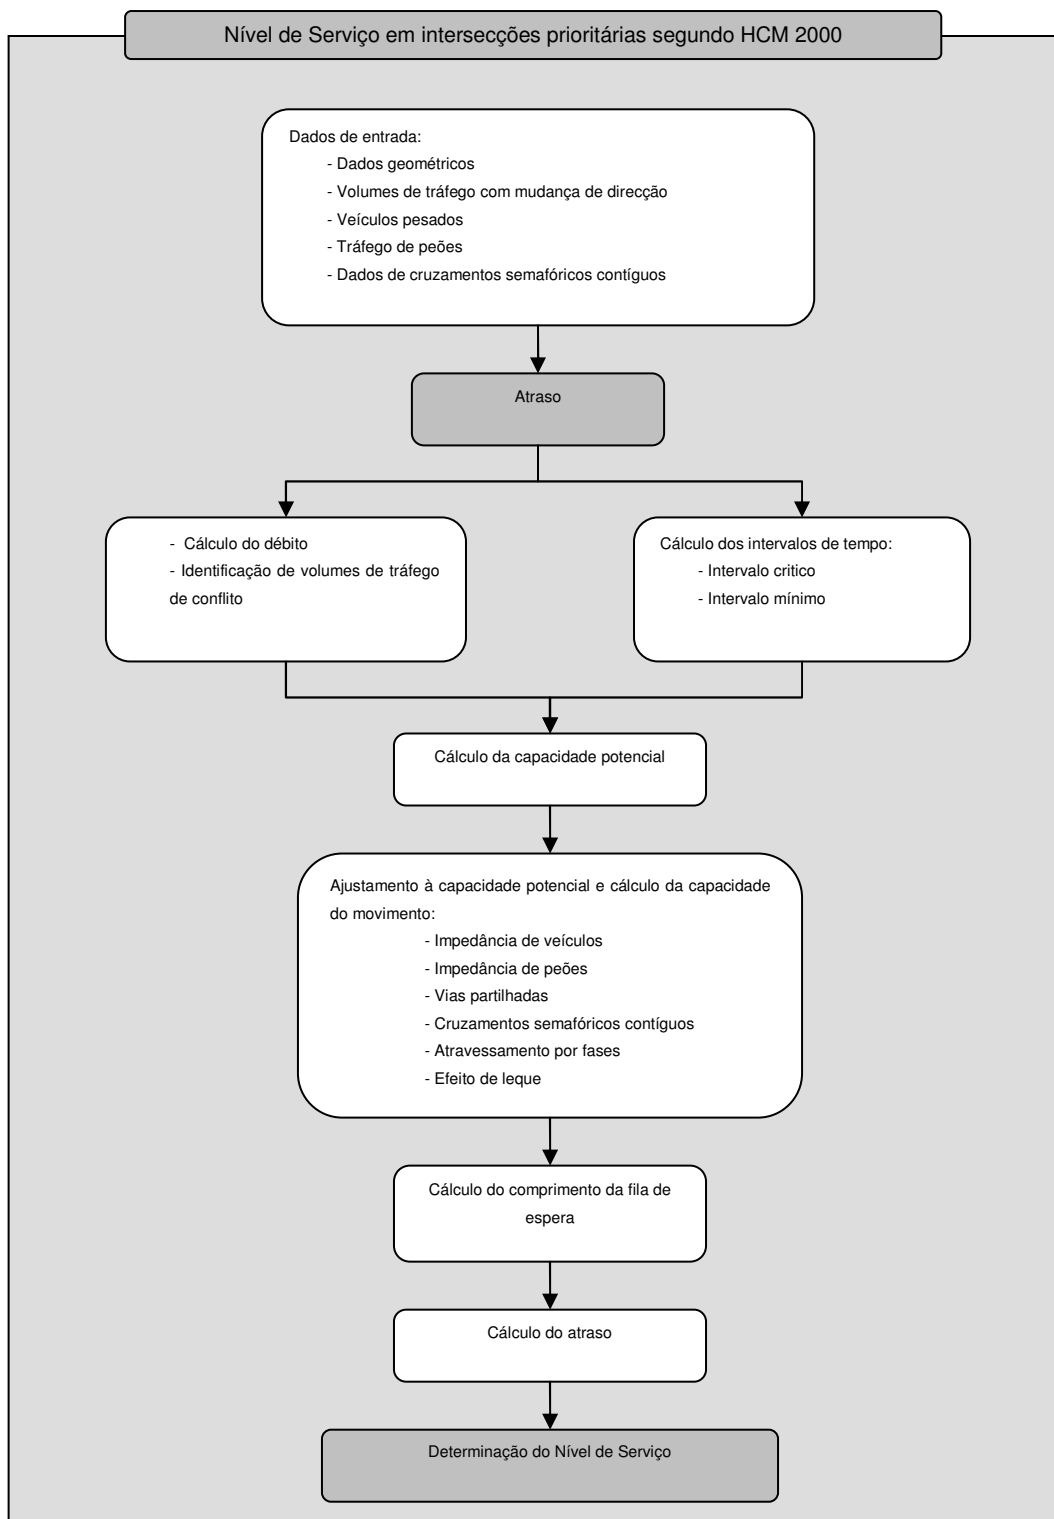 Nível de Serviço em intersecções prioritárias segundo HCM 2000
Dados de entrada:
- Dados geométricos
- Volumes de tráfego com mudança de direcção
- Veículos pesados
- Tráfego de peões
- Dados de cruzamentos semafóricos contíguos
Atraso
- Cálculo do débito
- Identificação de volumes de tráfego
de conflito
Cálculo dos intervalos de tempo:
- Intervalo critico
- Intervalo mínimo
Cálculo da capacidade potencial
Ajustamento à capacidade potencial e cálculo da capacidade
do movimento:
- Impedância de veículos
- Impedância de peões
- Vias partilhadas
- Cruzamentos semafóricos contíguos
- Atravessamento por fases
- Efeito de leque
Cálculo do comprimento da fila de
espera
Cálculo do atraso
Determinação do Nível de Serviço